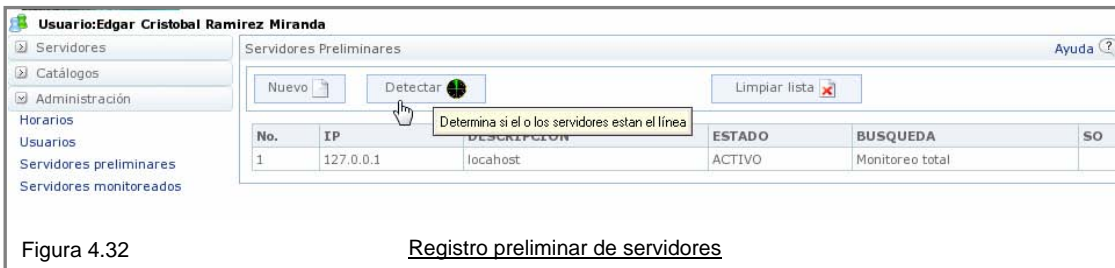 Usuario:Edgar Cristobal Ramirez Miranda
Servidores
Catálogos
Administración
Horarios
Usuarios
Servidores preliminares
Servidores monitoreados
Servidores Preliminares
Ayuda ?
Nuevo
Detectar
Limpiar lista
Determina si el o los servidores estan el línea
No. IP DESCRIPCION ESTADO BUSQUEDA SO
1 127.0.0.1 locahost ACTIVO Monitoreo total
Figura 4.32
Registro preliminar de servidores